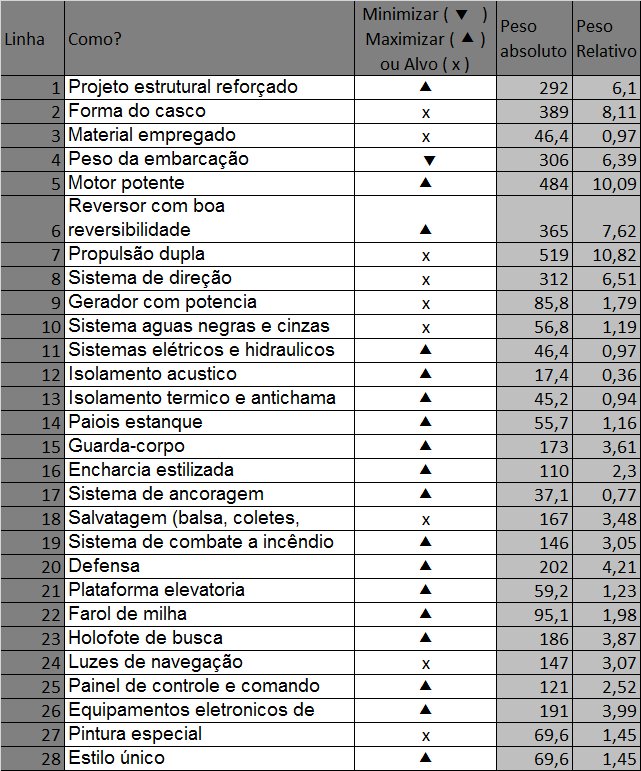 Linha Como? Minimizar ( ▼ ) Peso Peso
Maximizar ( ▲ ) absoluto Relativo
ou Alvo ( x )
1 Projeto estrutural reforçado ▲ 292 6,1
2 Forma do casco x 389 8,11
3 Material empregado x 46,4 0,97
4 Peso da embarcação ▼ 306 6,39
5 Motor potente ▲ 484 10,09
Reversor com boa
6 reversibilidade ▲ 365 7,62
7 Propulsão dupla x 519 10,82
8 Sistema de direção x 312 6,51
9 Gerador com potencia x 85,8 1,79
10 Sistema aguas negras e cinzas x 56,8 1,19
11 Sistemas elétricos e hidraulicos ▲ 46,4 0,97
12 Isolamento acustico ▲ 17,4 0,36
13 Isolamento termico e antichama ▲ 45,2 0,94
14 Paiois estanque ▲ 55,7 1,16
15 Guarda-corpo ▲ 173 3,61
16 Encharcia estilizada ▲ 110 2,3
17 Sistema de ancoragem ▲ 37,1 0,77
18 Salvatagem (balsa, coletes, x 167 3,48
19 Sistema de combate a incêndio ▲ 146 3,05
20 Defensa ▲ 202 4,21
21 Plataforma elevatoria ▲ 59,2 1,23
22 Farol de milha ▲ 95,1 1,98
23 Holofote de busca ▲ 186 3,87
24 Luzes de navegação x 147 3,07
25 Painel de controle e comando ▲ 121 2,52
26 Equipamentos eletronicos de ▲ 191 3,99
27 Pintura especial x 69,6 1,45
28 Estilo único ▲ 69,6 1,45